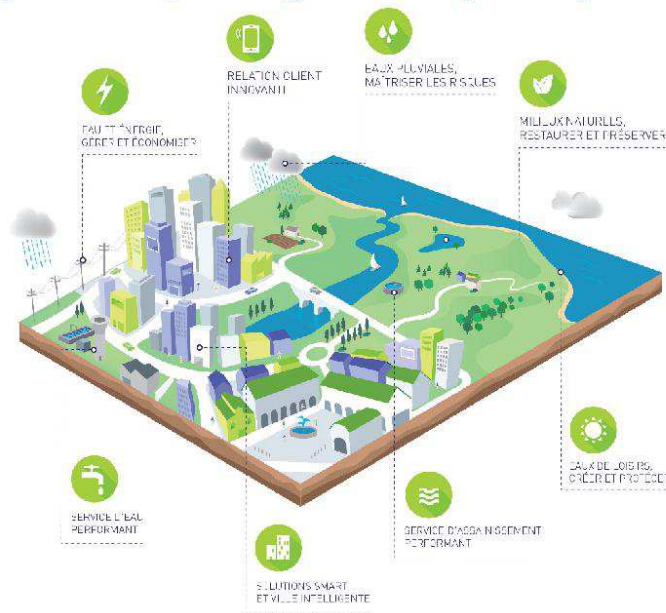 RELATION CLIENT
INNOVANTE
EAUX PLUVIALES,
MAÎTRISER LES RISQUES
EAU ET ÉNERGIE,
GÉRER ET ÉCONOMISER
MILIEUX NATURELS,
RESTAURER ET PRÉSERVER
EAUX DE LOISIRS,
CRÉER ET PROTÉGER
SERVICE D'EAU
PERFORMANT
SERVICE D'ASSAINISSEMENT
PERFORMANT
SOLUTIONS SMART
ET VILLE INTELLIGENTE